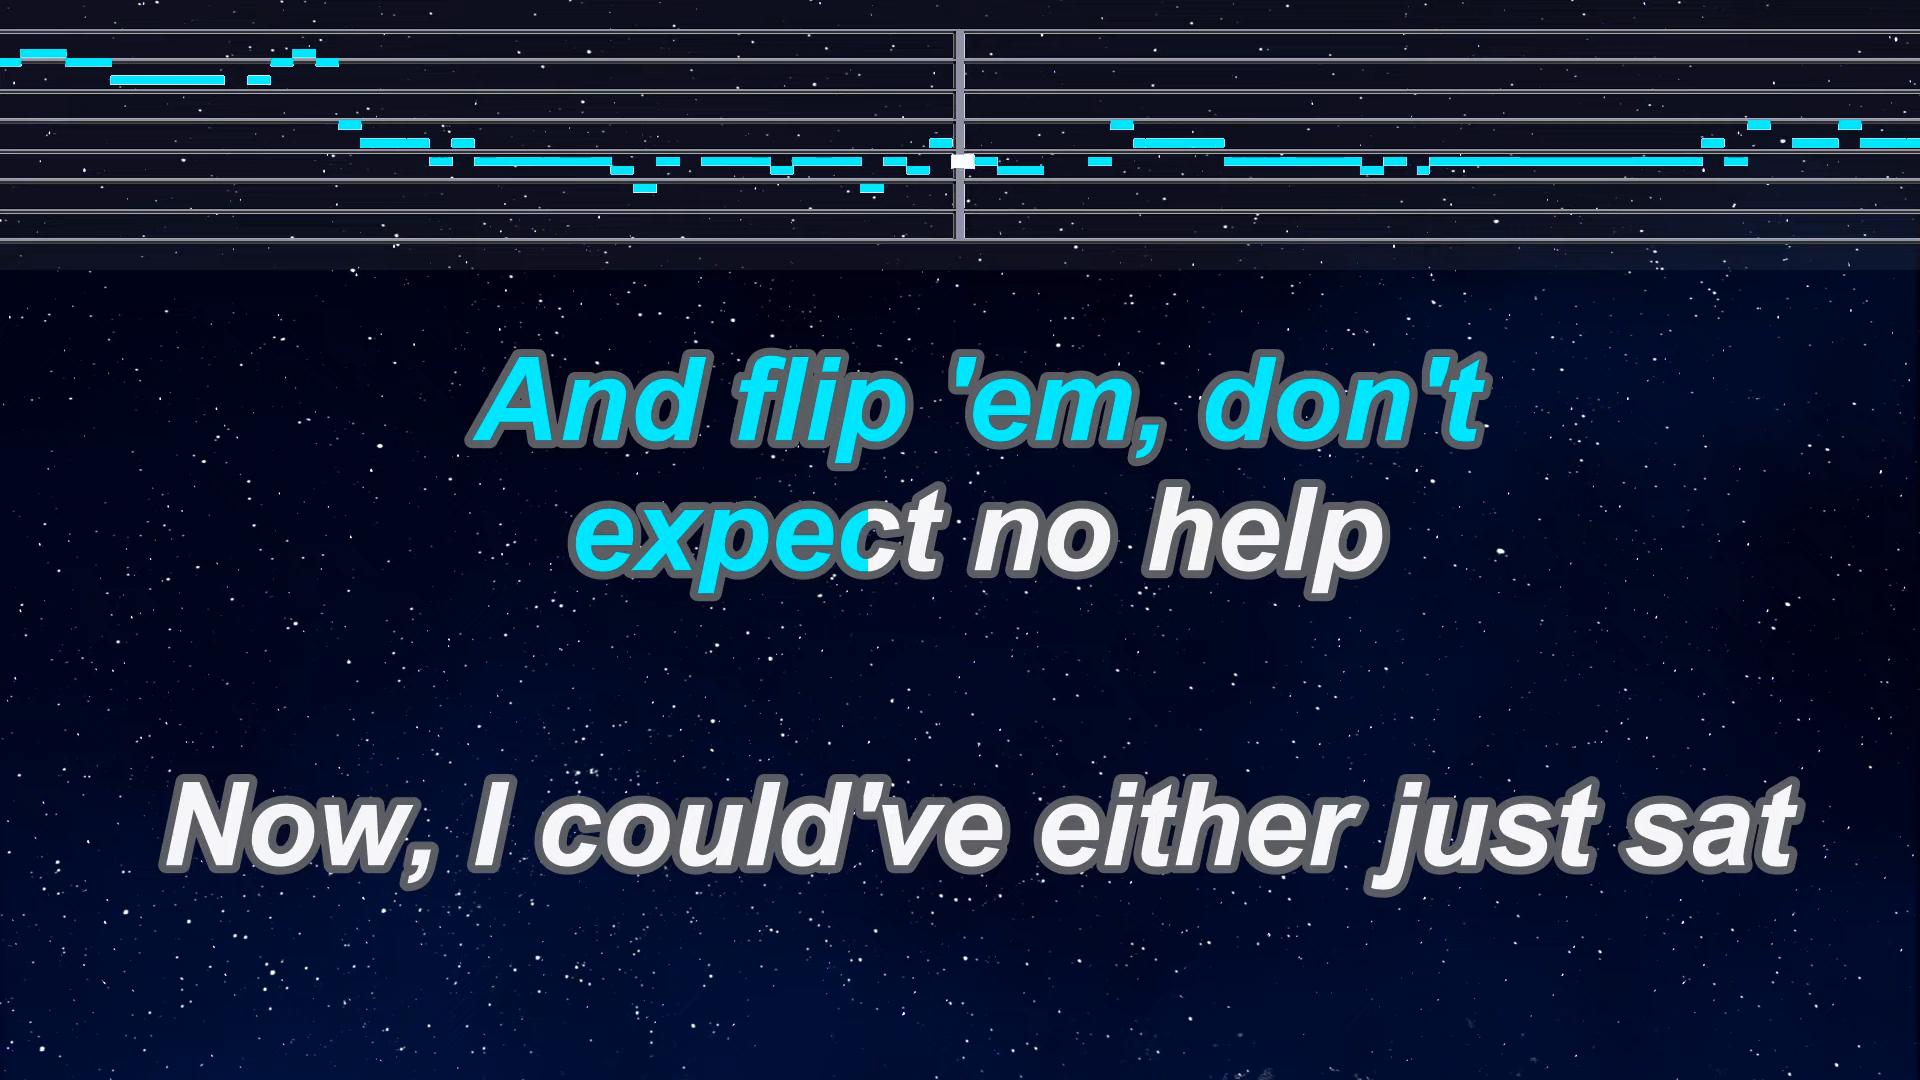 And flip 'em, don't
expect no help
Now, I could've either just sat